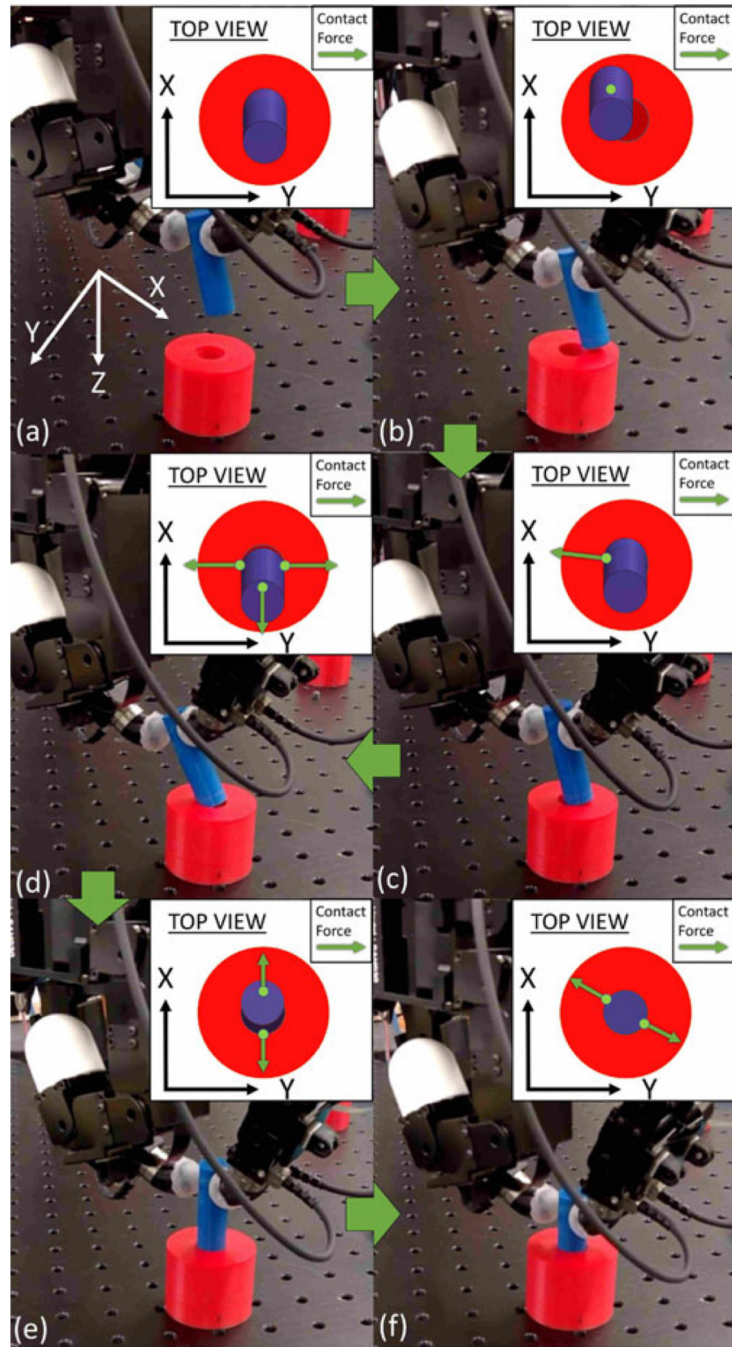 TOP VIEW
Contact
Force
X
Y
X
Y
Z
(a)
TOP VIEW
Contact
Force
X
Y
(b)
TOP VIEW
Contact
Force
X
Y
(d)
TOP VIEW
Contact
Force
X
Y
(c)
TOP VIEW
Contact
Force
X
Y
(e)
TOP VIEW
Contact
Force
X
Y
(f)